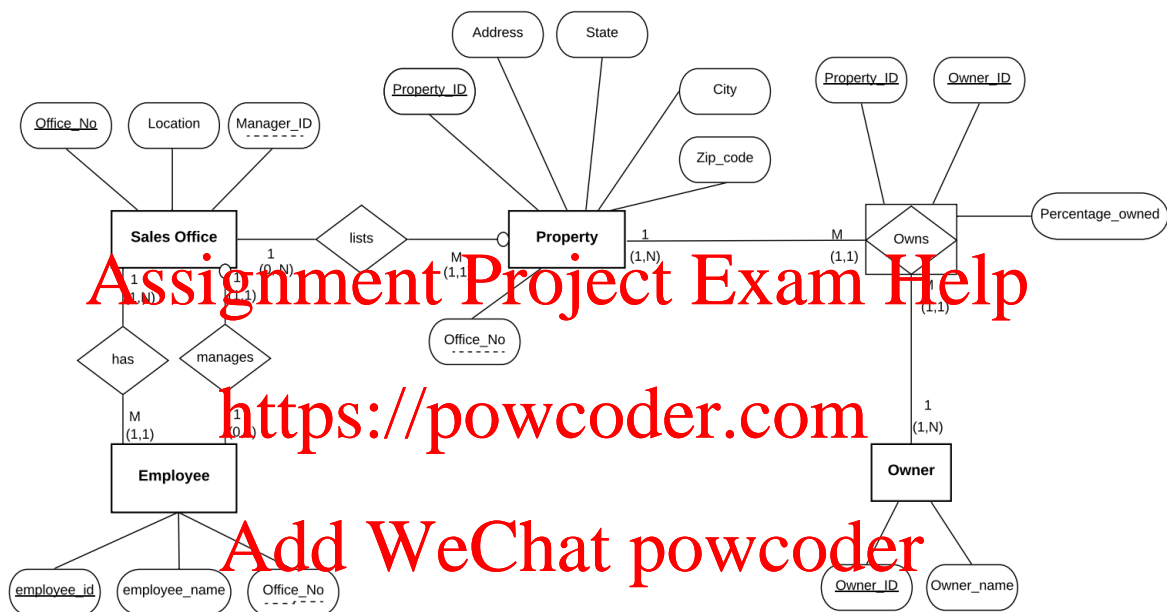 Address
State
Property_ID
City
Property_ID
Owner_ID
Office_No
Location
Manager_ID
Zip_code
Percentage_owned
Sales Office
lists
Property
Owns
1
(0, N)
M
(1,1
1
(1,N)
M
(1,1)
Assignment Project Exam Help
1
1,N)
1
(1,1)
M
(1,1)
Office_No
has
manages
https://powcoder.com
M
(1,1)
1
1
(1,N)
Employee
Owner
Add WeChat powcoder
employee_id
employee_name
Office_No
Owner_ID
Owner_name